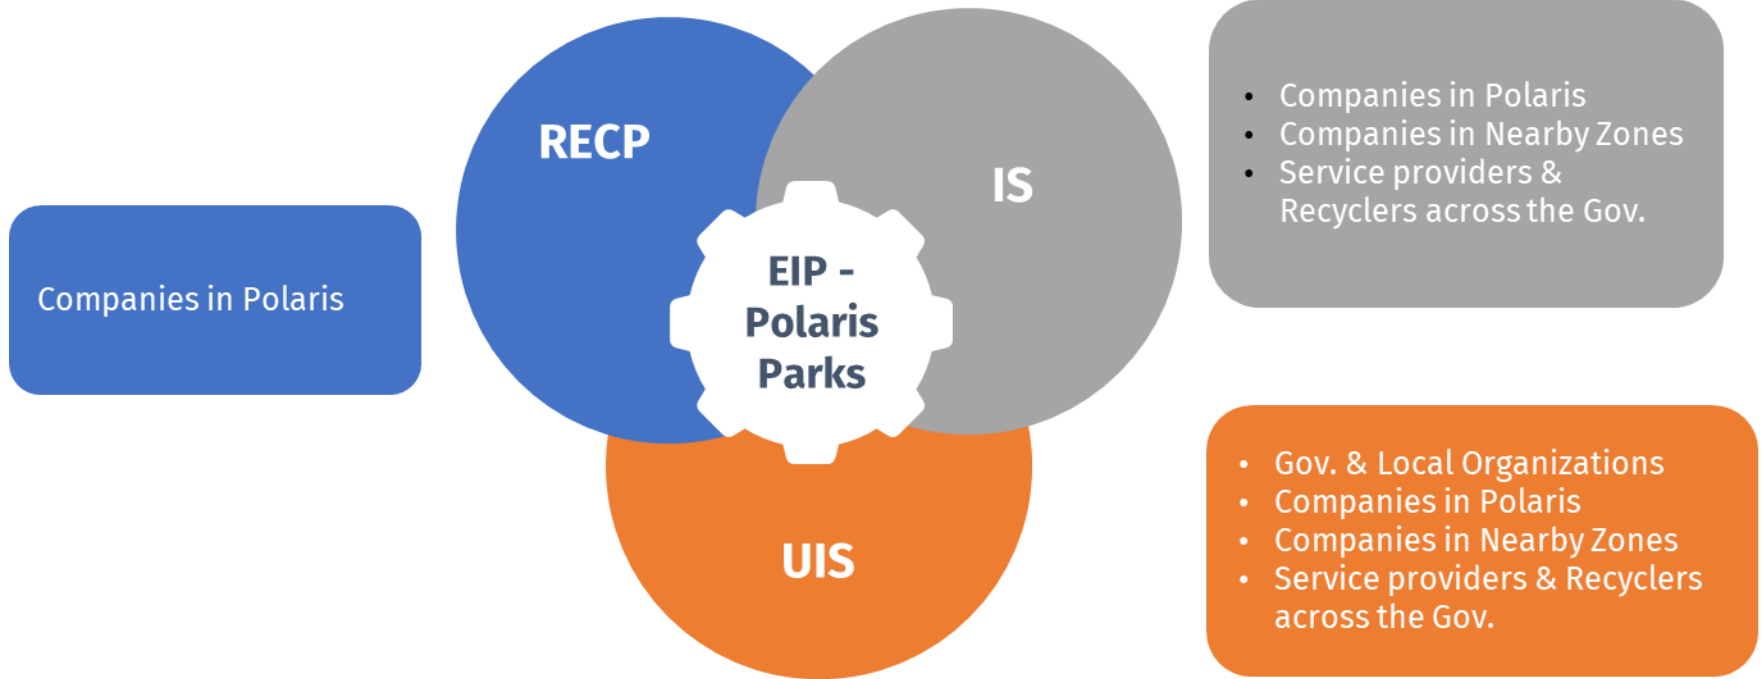 RECP
IS
EIP -
Polaris
Parks
UIS
Companies in Polaris
• Companies in Polaris
• Companies in Nearby Zones
• Service providers &
Recyclers across the Gov.
• Gov. & Local Organizations
• Companies in Polaris
• Companies in Nearby Zones
• Service providers & Recyclers
across the Gov.